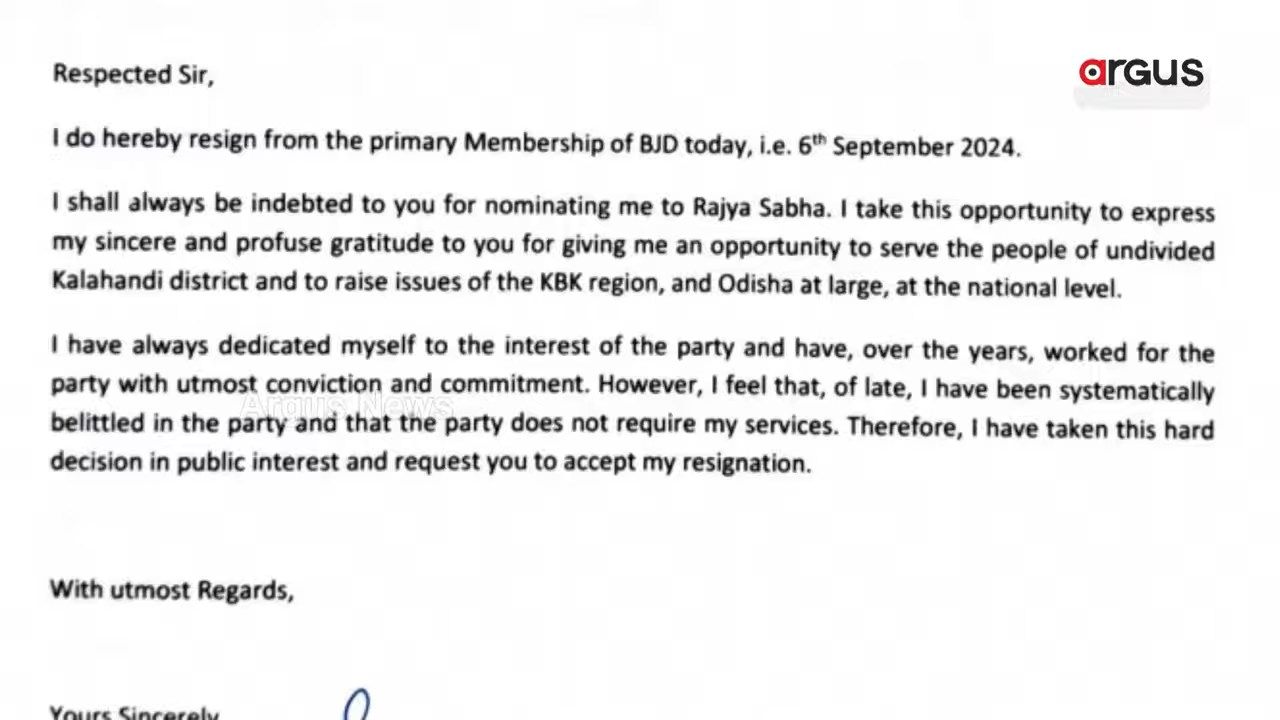 argus
Respected Sir,
I do hereby resign from the primary Membership of BJD today, i.e. 6th September 2024.
I shall always be indebted to you for nominating me to Rajya Sabha. I take this opportunity to express
my sincere and profuse gratitude to you for giving me an opportunity to serve the people of undivided
Kalahandi district and to raise issues of the KBK region, and Odisha at large, at the national level.
I have always dedicated myself to the interest of the party and have, over the years, worked for the
party with utmost conviction and commitment. However, I feel that, of late, I have been systematically
Argus News
belittled in the party and that the party does not require my services. Therefore, I have taken this hard
decision in public interest and request you to accept my resignation.
With utmost Regards,
Yours Sincerely